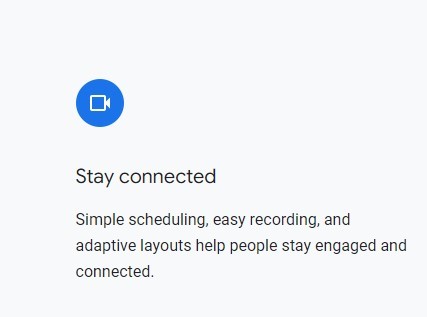 Stay connected
Simple scheduling, easy recording, and
adaptive layouts help people stay engaged and
connected.